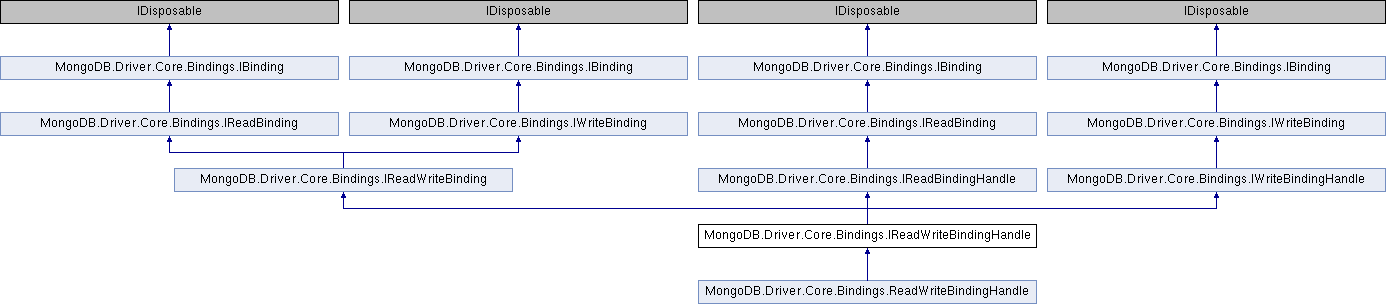 IDisposable IDisposable IDisposable IDisposable
MongoDB.Driver.Core.Bindings.IBinding MongoDB.Driver.Core.Bindings.IBinding MongoDB.Driver.Core.Bindings.IBinding MongoDB.Driver.Core.Bindings.IBinding
MongoDB.Driver.Core.Bindings.IReadBinding MongoDB.Driver.Core.Bindings.IWriteBinding MongoDB.Driver.Core.Bindings.IReadBinding MongoDB.Driver.Core.Bindings.IWriteBinding
MongoDB.Driver.Core.Bindings.IReadWriteBinding MongoDB.Driver.Core.Bindings.IReadBindingHandle MongoDB.Driver.Core.Bindings.IWriteBindingHandle
MongoDB.Driver.Core.Bindings.IReadWriteBindingHandle
MongoDB.Driver.Core.Bindings.ReadWriteBindingHandle